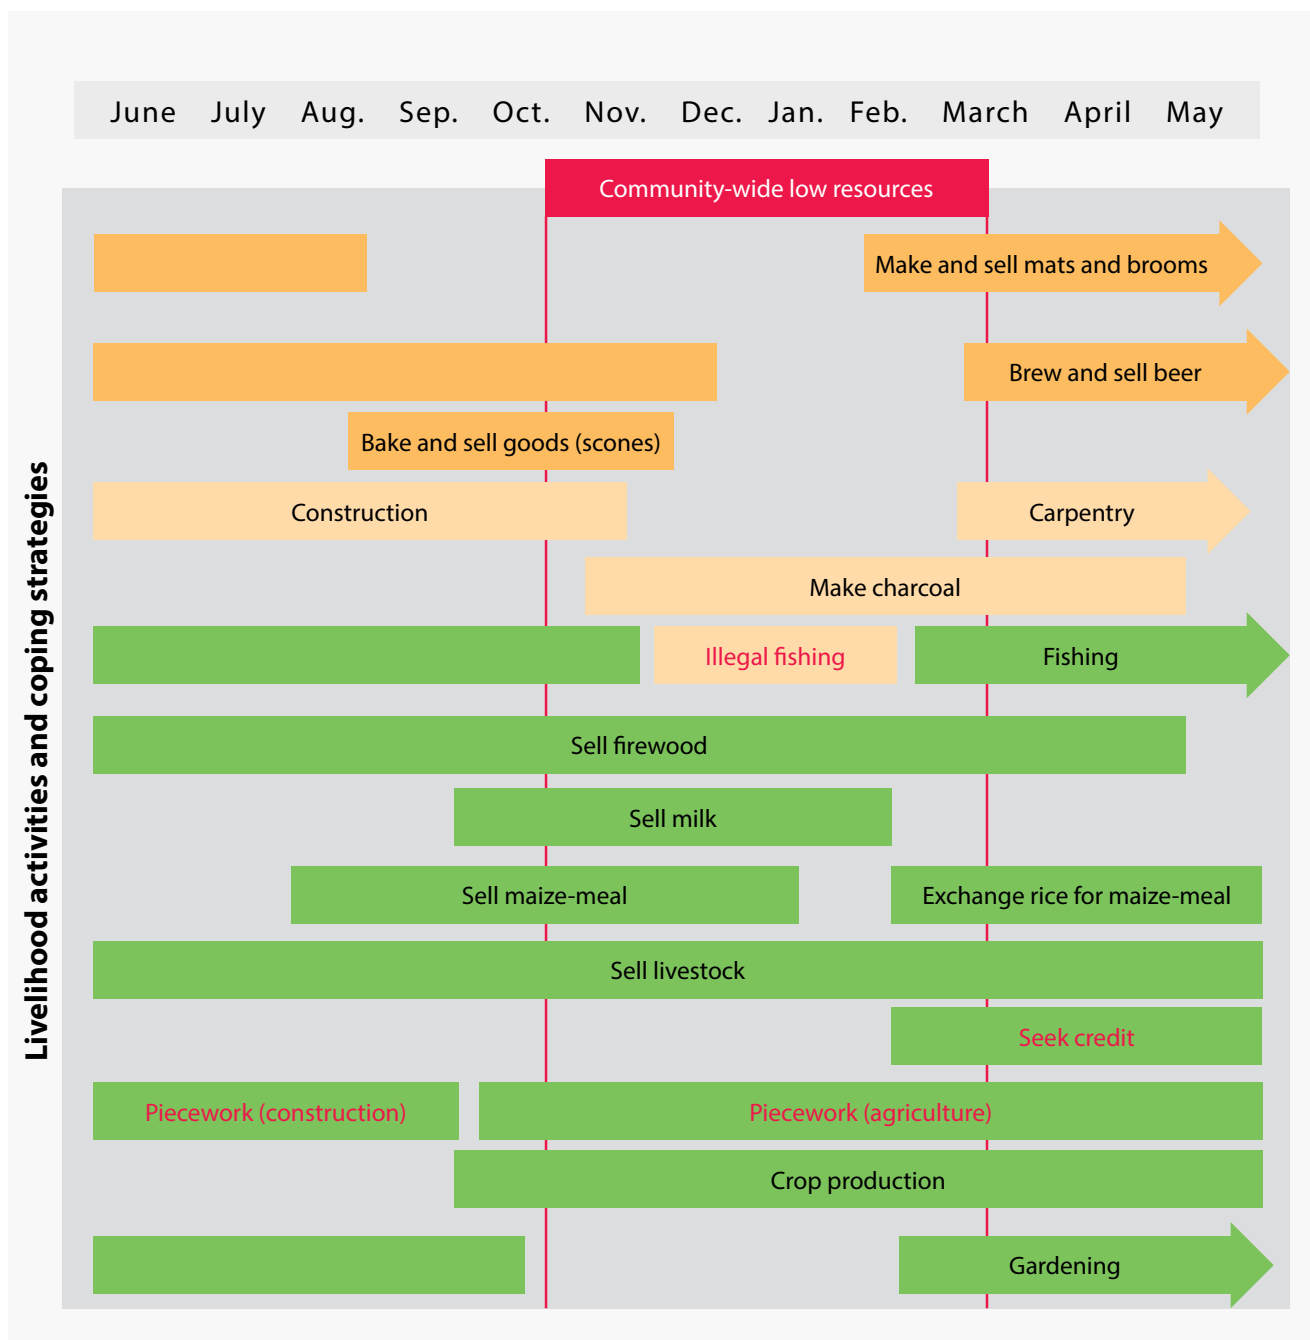 June July Aug. Sep. Oct. Nov. Dec. Jan. Feb. March April May
Community-wide low resources
Livelihood activities and coping strategies
Make and sell mats and brooms
Brew and sell beer
Bake and sell goods (scones)
Construction Carpentry
Make charcoal
Illegal fishing Fishing
Sell firewood
Sell milk
Sell maize-meal Exchange rice for maize-meal
Sell livestock
Seek credit
Piecework (construction) Piecework (agriculture)
Crop production
Gardening